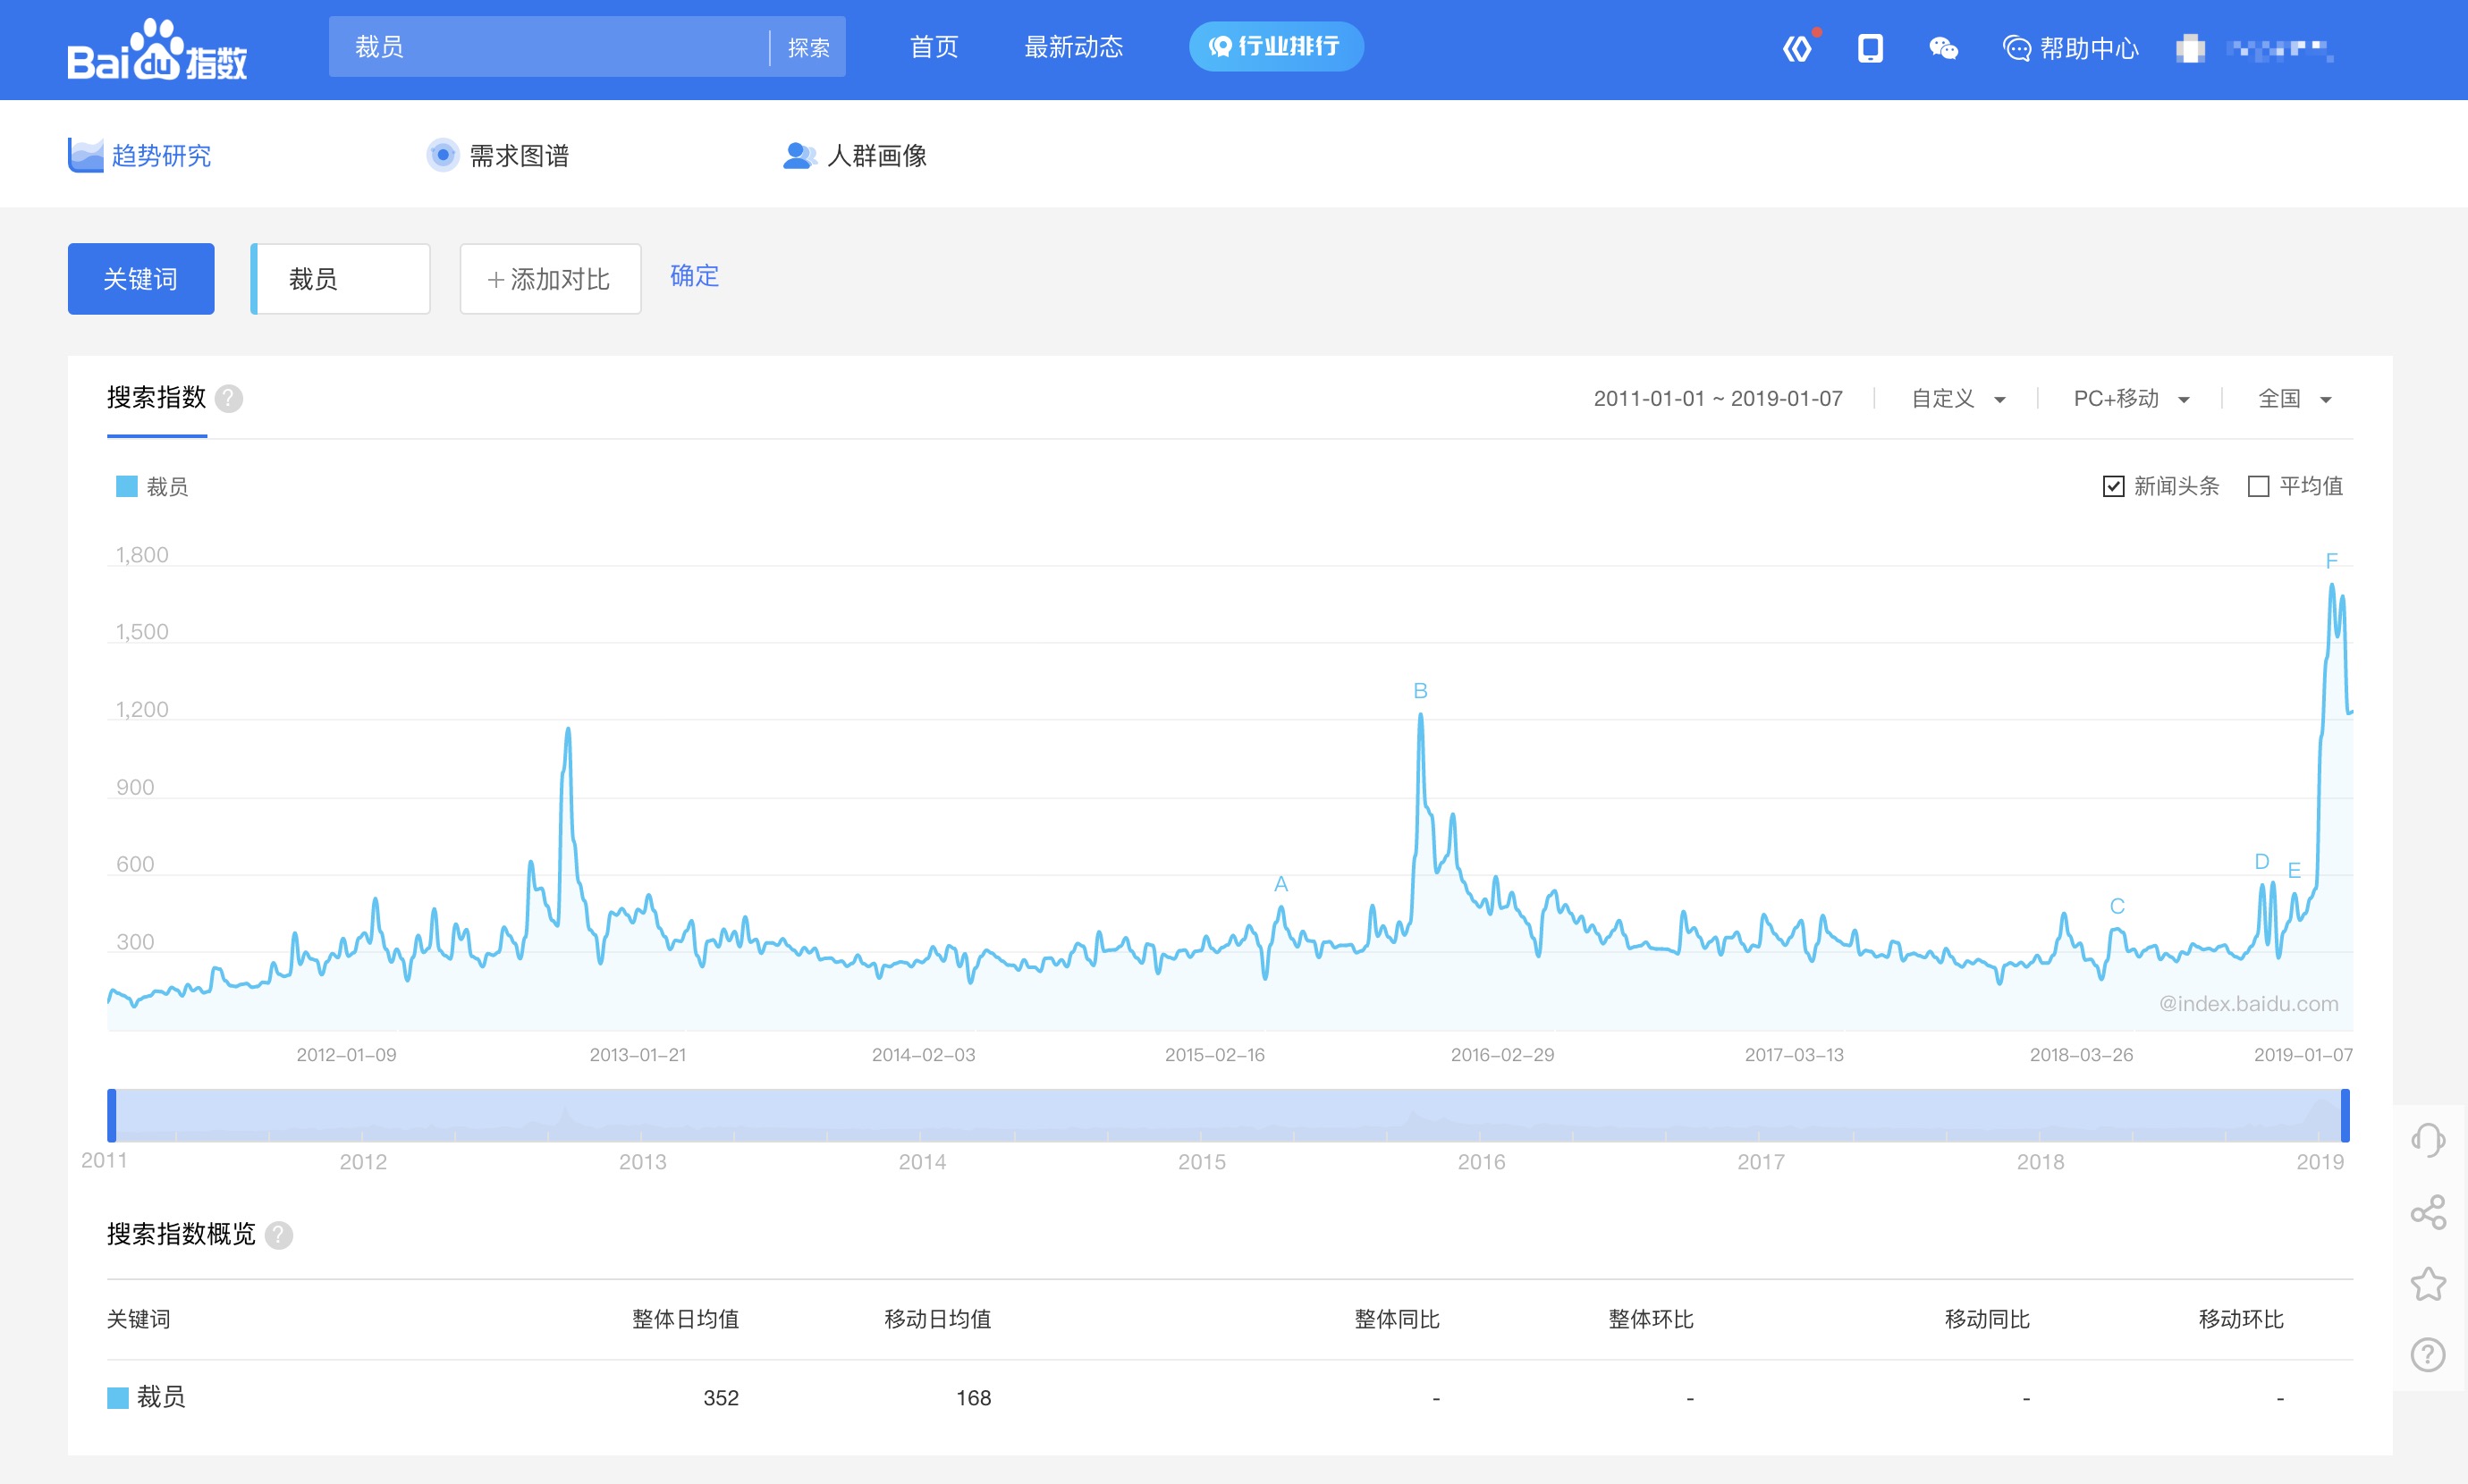 Baidu指数
裁员
探索
首页
最新动态
行业排行
帮助中心
趋势研究
需求图谱
人群画像
关键词
裁员
+ 添加对比
确定
搜索指数 ?
2011-01-01 ~ 2019-01-07
自定义
PC+移动
全国
裁员
新闻头条
平均值
1,800
1,500
1,200
900
600
300
A
B
C
D
E
F
@index.baidu.com
2012-01-09
2013-01-21
2014-02-03
2015-02-16
2016-02-29
2017-03-13
2018-03-26
2019-01-07
2011
2012
2013
2014
2015
2016
2017
2018
2019
搜索指数概览 ?
关键词 整体日均值 移动日均值 整体同比 整体环比 移动同比 移动环比
裁员 352 168 - - - -
?